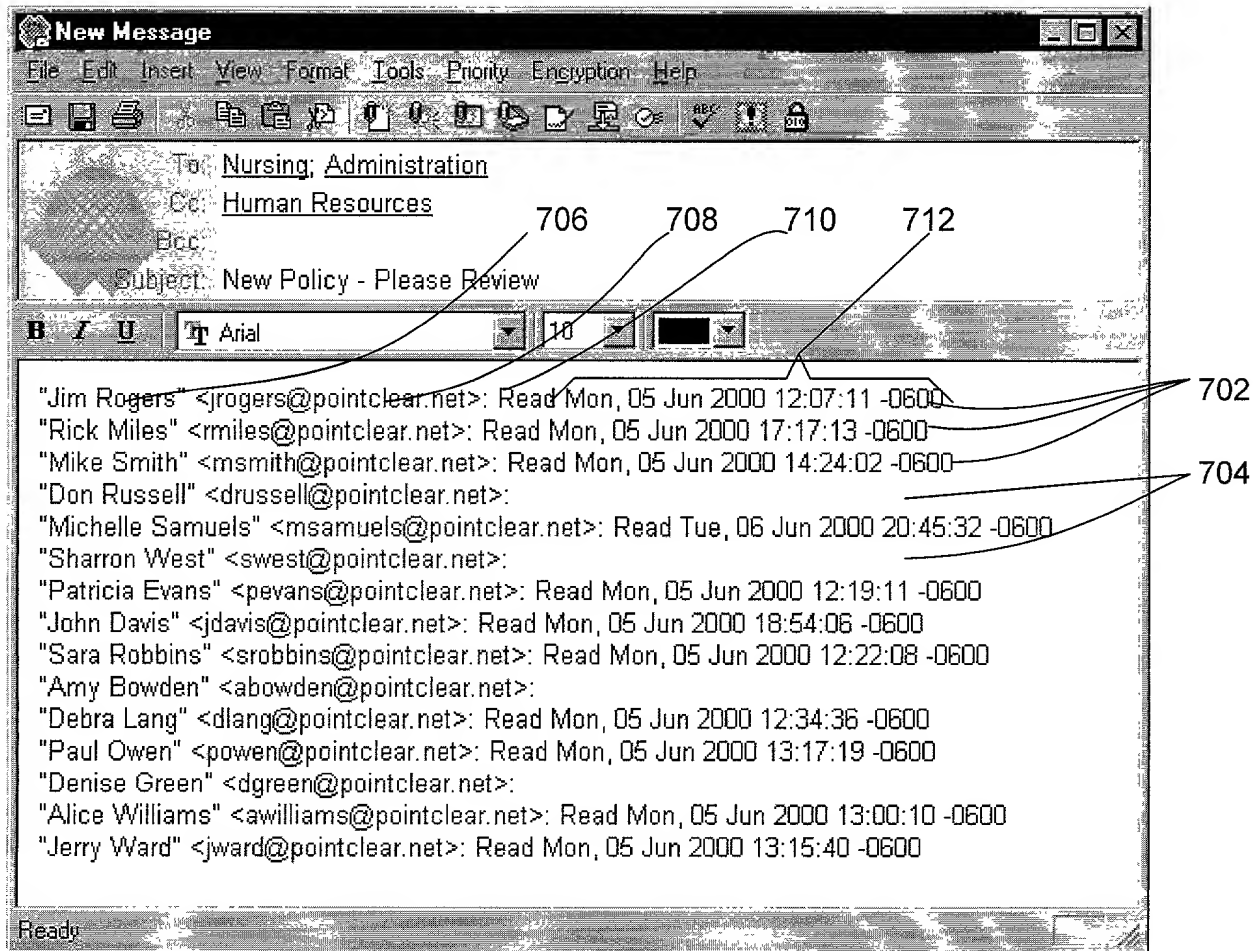 New Message
File Edit Insert View Format Tools Priority Encryption Help
To: Nursing; Administration
Cc: Human Resources
Bcc:
Subject: New Policy - Please Review
706 708 710 712
B I U Arial 10
"Jim Rogers" <jrogers@pointclear.net>: Read Mon, 05 Jun 2000 12:07:11 -0600
"Rick Miles" <rmiles@pointclear.net>: Read Mon, 05 Jun 2000 17:17:13 -0600
702
"Mike Smith" <msmith@pointclear.net>: Read Mon, 05 Jun 2000 14:24:02 -0600
"Don Russell" <drussell@pointclear.net>:
704
"Michelle Samuels" <msamuels@pointclear.net>: Read Tue, 06 Jun 2000 20:45:32 -0600
"Sharron West" <swest@pointclear.net>:
"Patricia Evans" <pevans@pointclear.net>: Read Mon, 05 Jun 2000 12:19:11 -0600
"John Davis" <jdavis@pointclear.net>: Read Mon, 05 Jun 2000 18:54:06 -0600
"Sara Robbins" <srobbins@pointclear.net>: Read Mon, 05 Jun 2000 12:22:08 -0600
"Amy Bowden" <abowden@pointclear.net>:
"Debra Lang" <dlang@pointclear.net>: Read Mon, 05 Jun 2000 12:34:36 -0600
"Paul Owen" <powen@pointclear.net>: Read Mon, 05 Jun 2000 13:17:19 -0600
"Denise Green" <dgreen@pointclear.net>:
"Alice Williams" <awilliams@pointclear.net>: Read Mon, 05 Jun 2000 13:00:10 -0600
"Jerry Ward" <jward@pointclear.net>: Read Mon, 05 Jun 2000 13:15:40 -0600
Ready